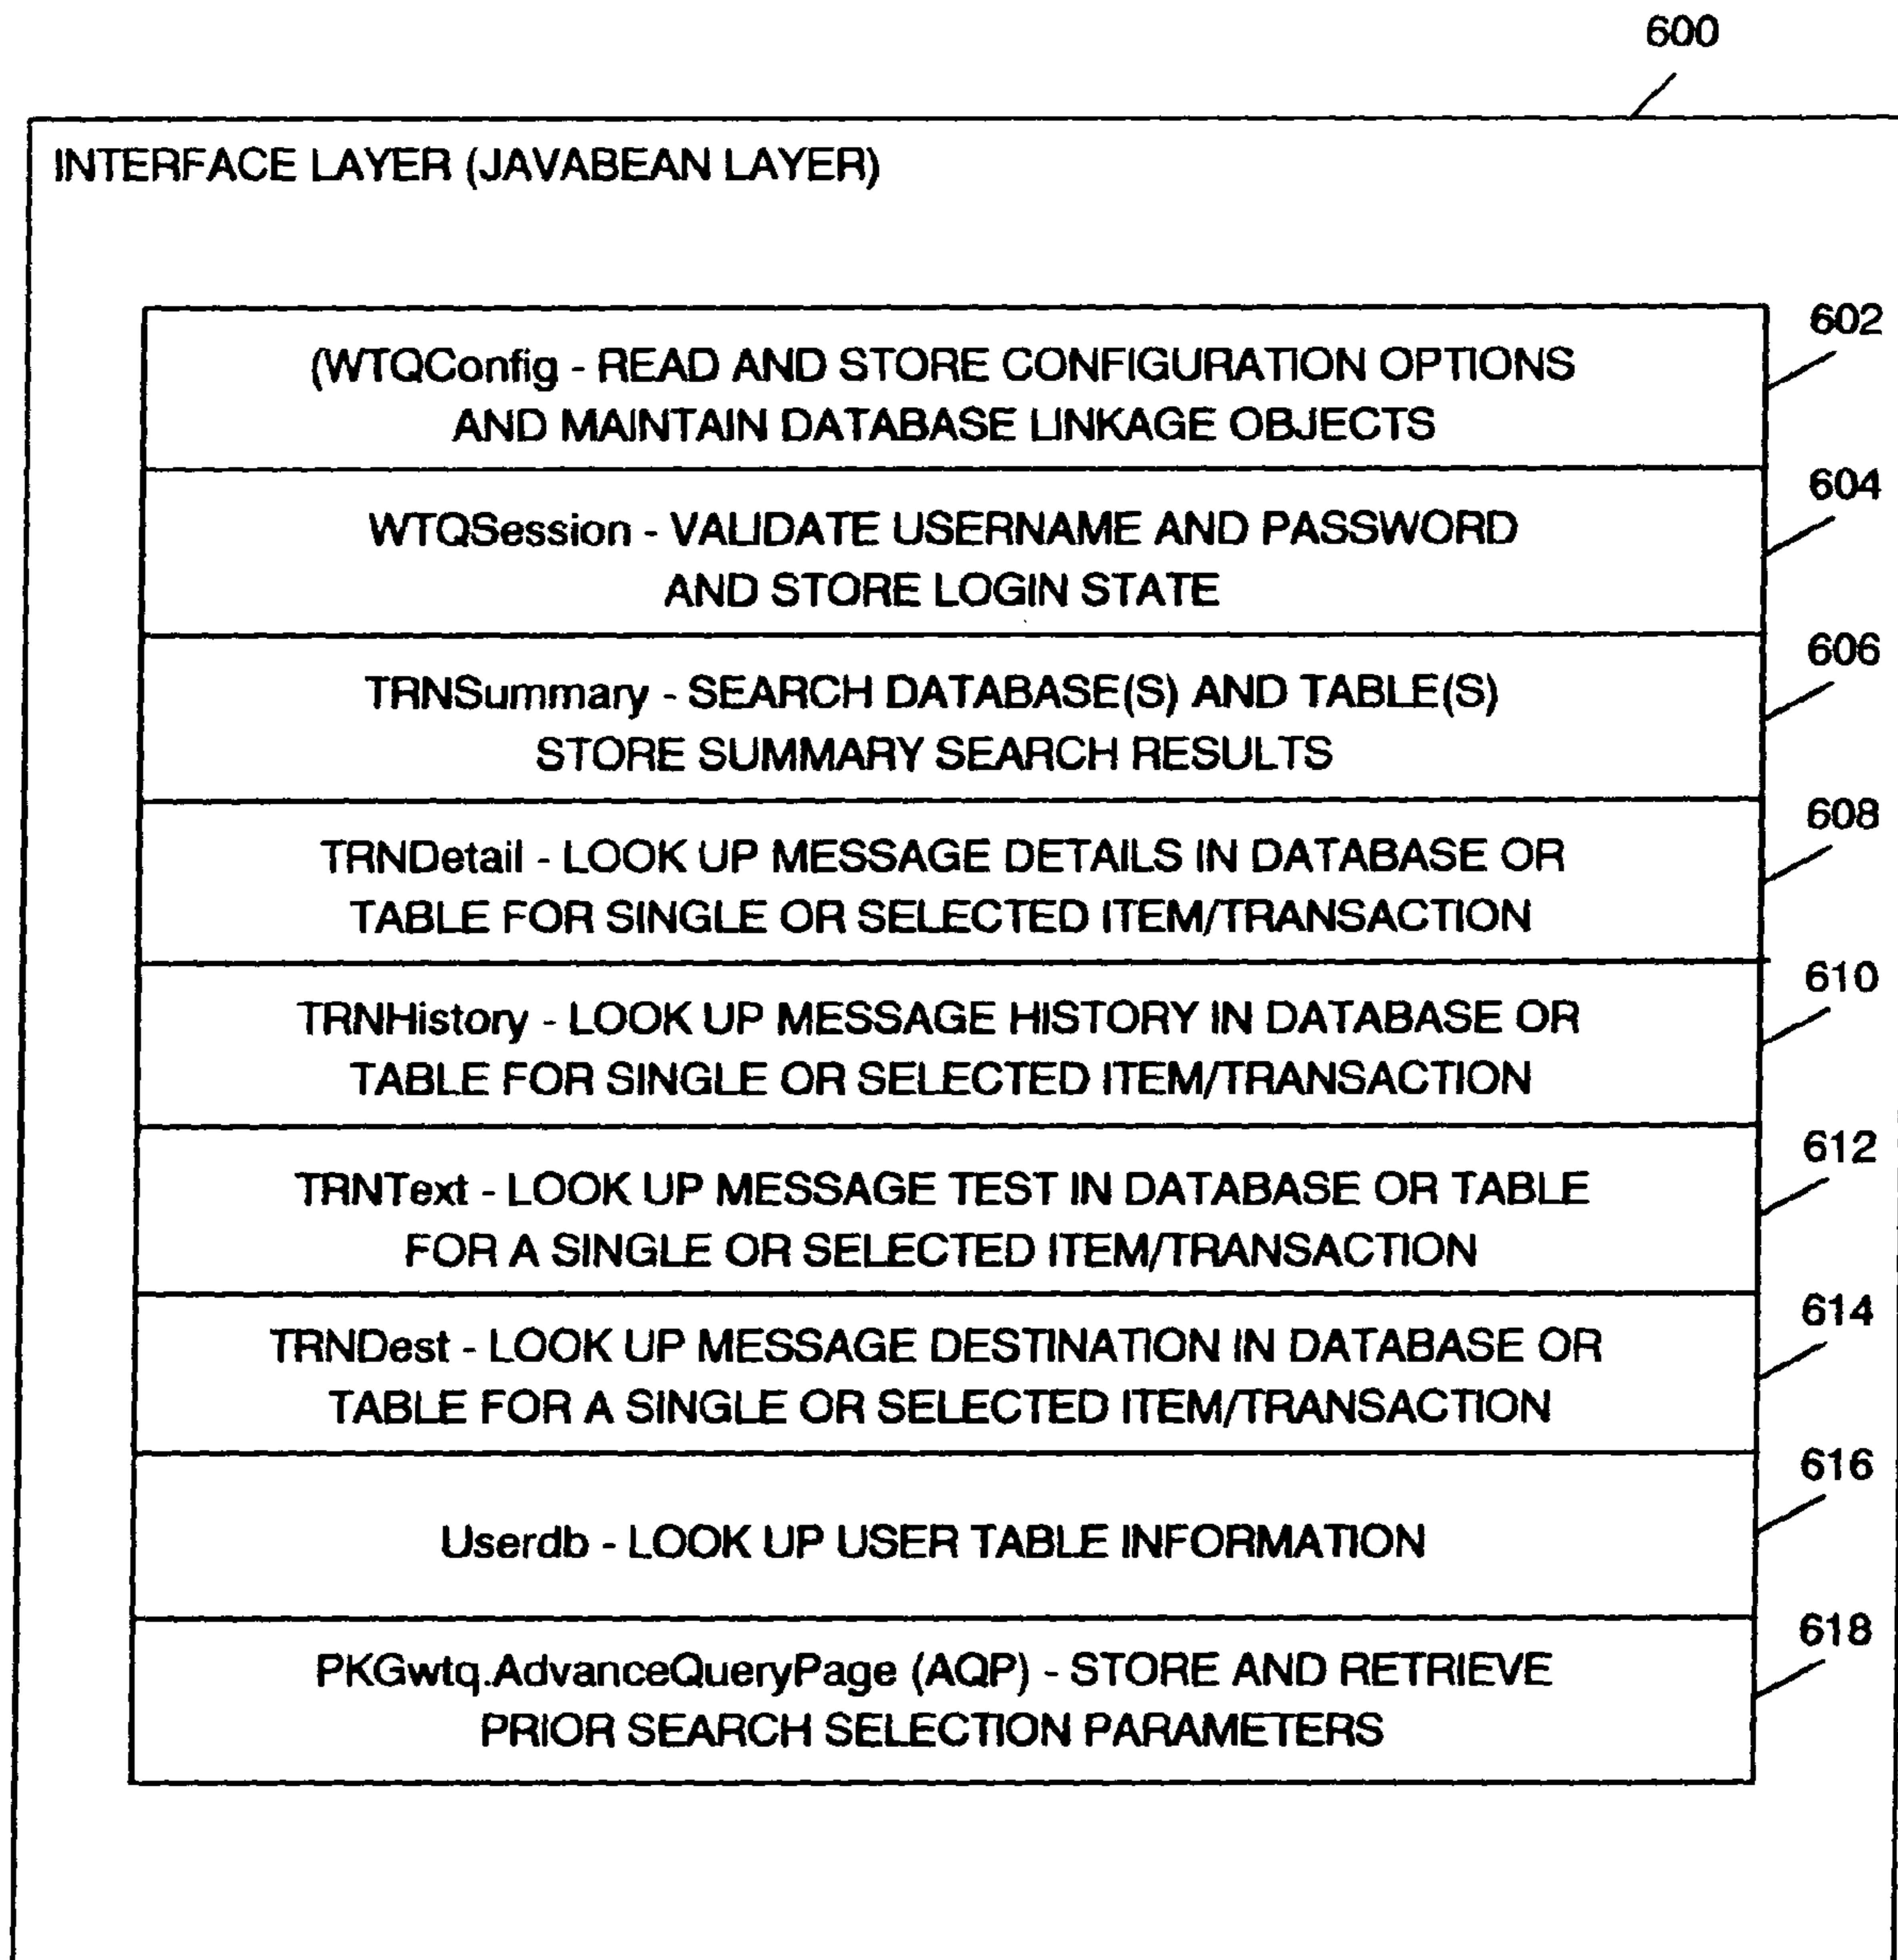 600
INTERFACE LAYER (JAVABEAN LAYER)
602
(WTQConfig - READ AND STORE CONFIGURATION OPTIONS
AND MAINTAIN DATABASE LINKAGE OBJECTS
604
WTQSession - VALIDATE USERNAME AND PASSWORD
AND STORE LOGIN STATE
606
TRNSummary - SEARCH DATABASE(S) AND TABLE(S)
STORE SUMMARY SEARCH RESULTS
608
TRNDetail - LOOK UP MESSAGE DETAILS IN DATABASE OR
TABLE FOR SINGLE OR SELECTED ITEM/TRANSACTION
610
TRNHistory - LOOK UP MESSAGE HISTORY IN DATABASE OR
TABLE FOR SINGLE OR SELECTED ITEM/TRANSACTION
612
TRNText - LOOK UP MESSAGE TEST IN DATABASE OR TABLE
FOR A SINGLE OR SELECTED ITEM/TRANSACTION
614
TRNDest - LOOK UP MESSAGE DESTINATION IN DATABASE OR
TABLE FOR A SINGLE OR SELECTED ITEM/TRANSACTION
616
Userdb - LOOK UP USER TABLE INFORMATION
618
PKGwtq.AdvanceQueryPage (AQP) - STORE AND RETRIEVE
PRIOR SEARCH SELECTION PARAMETERS